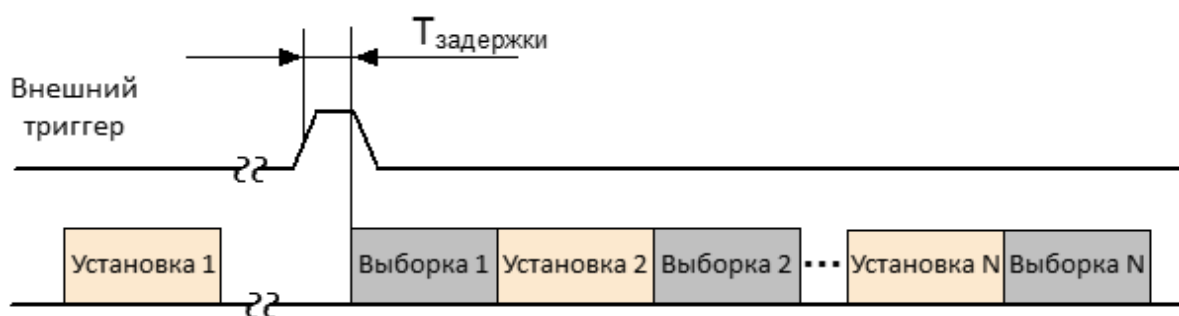 Tзадержки
Внешний
триггер
Установка 1
Выборка 1
Установка 2
Выборка 2
...
Установка N
Выборка N